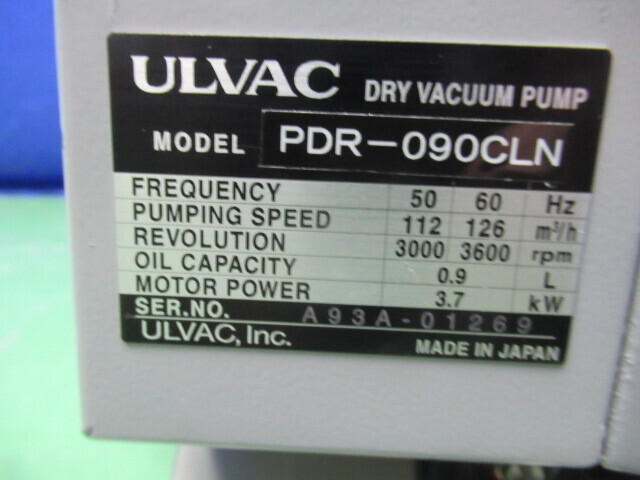 ULVAC DRY VACUUM PUMP
MODEL PDR-090CLN
FREQUENCY 50 60 Hz
PUMPING SPEED 112 126 m³/h
REVOLUTION 3000 3600 rpm
OIL CAPACITY 0.9 L
MOTOR POWER 3.7 kW
SER.NO. A93A-01269
ULVAC, Inc. MADE IN JAPAN